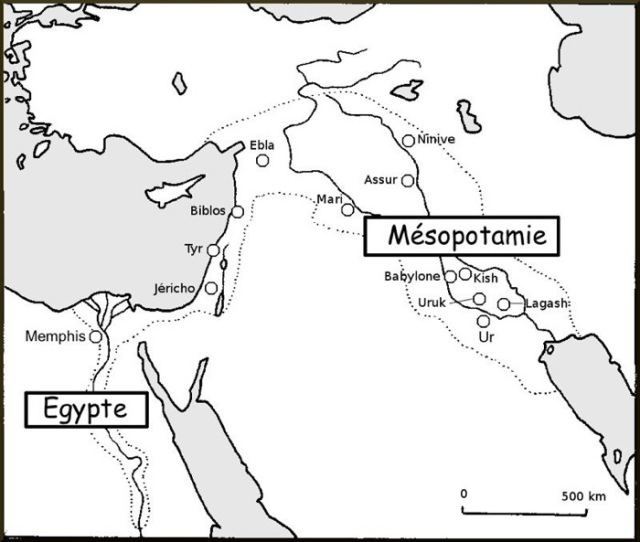 Ninive
Ebla
Assur
Mari
Biblos
Mésopotamie
Tyr
Babylone
Kish
Jéricho
Uruk
Lagash
Memphis
Ur
Egypte
0
500 km